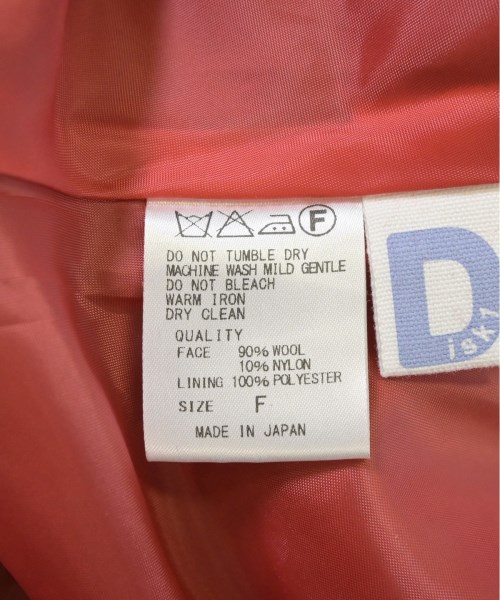 F
DO NOT TUMBLE DRY
MACHINE WASH MILD GENTLE
DO NOT BLEACH
WARM IRON
DRY CLEAN
QUALITY
FACE 90% WOOL
10% NYLON
LINING 100% POLYESTER
SIZE F
MADE IN JAPAN
D